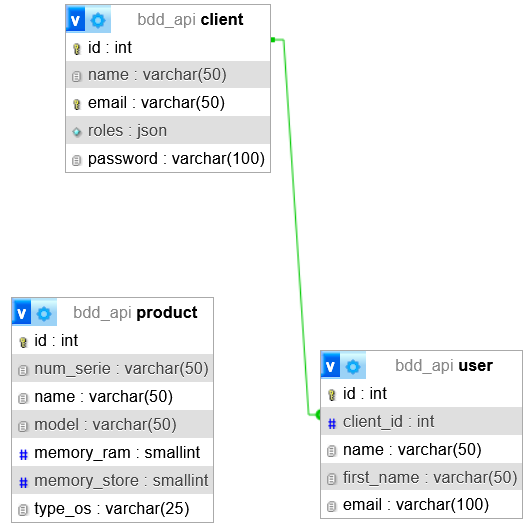 v bdd_api client
id : int
name : varchar(50)
email : varchar(50)
roles : json
password : varchar(100)
v bdd_api product
id : int
num_serie : varchar(50)
name : varchar(50)
model : varchar(50)
# memory_ram : smallint
# memory_store : smallint
type_os : varchar(25)
v bdd_api user
id : int
# client_id : int
name : varchar(50)
first_name : varchar(50)
email : varchar(100)